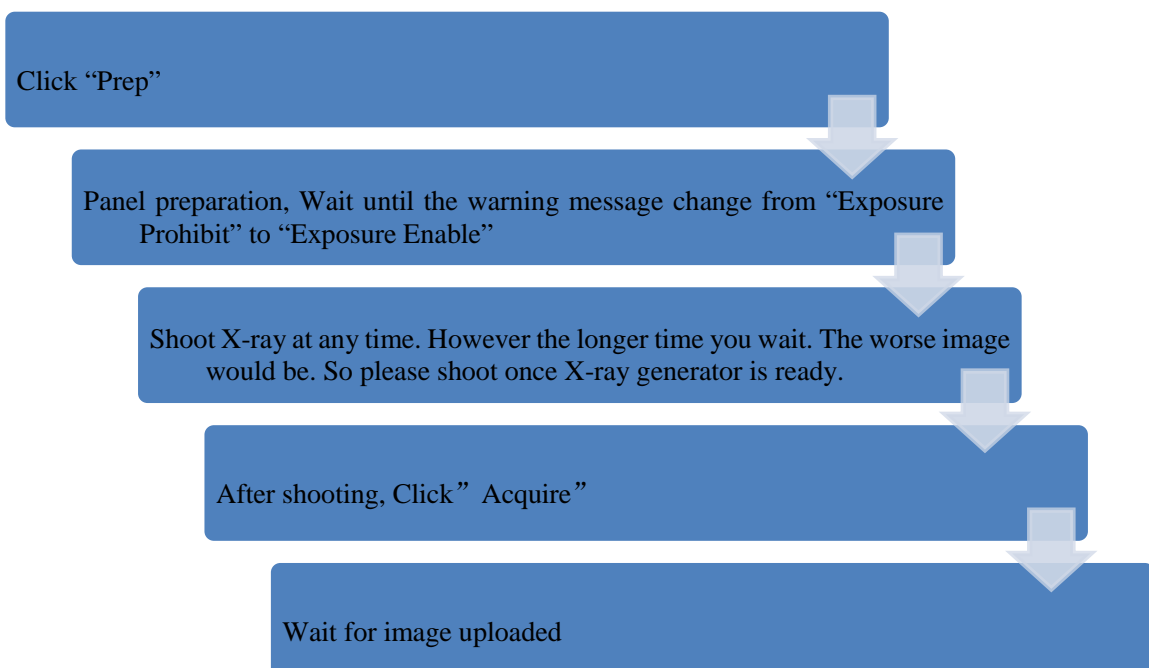 Click “Prep”
Panel preparation, Wait until the warning message change from “Exposure
Prohibit” to “Exposure Enable”
Shoot X-ray at any time. However the longer time you wait. The worse image
would be. So please shoot once X-ray generator is ready.
After shooting, Click” Acquire”
Wait for image uploaded